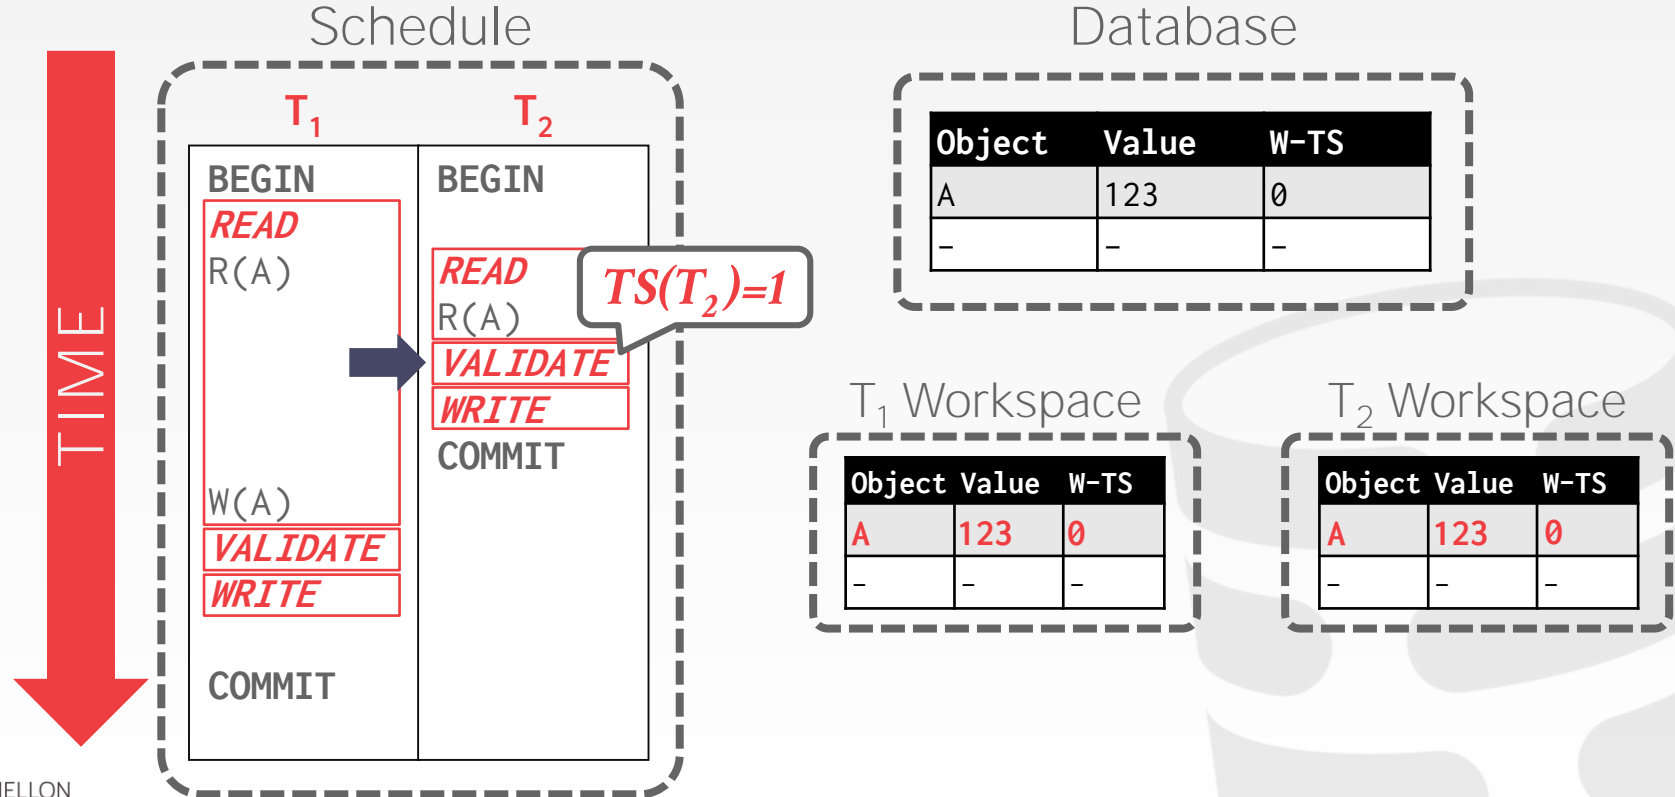 Schedule
Database
TIME
T1 T2
BEGIN BEGIN
READ
R(A) READ
R(A)
TS(T2)=1
VALIDATE
WRITE
COMMIT
W(A)
VALIDATE
WRITE
COMMIT
Object Value W-TS
A 123 0
- - -
T1 Workspace
Object Value W-TS
A 123 0
- - -
T2 Workspace
Object Value W-TS
A 123 0
- - -